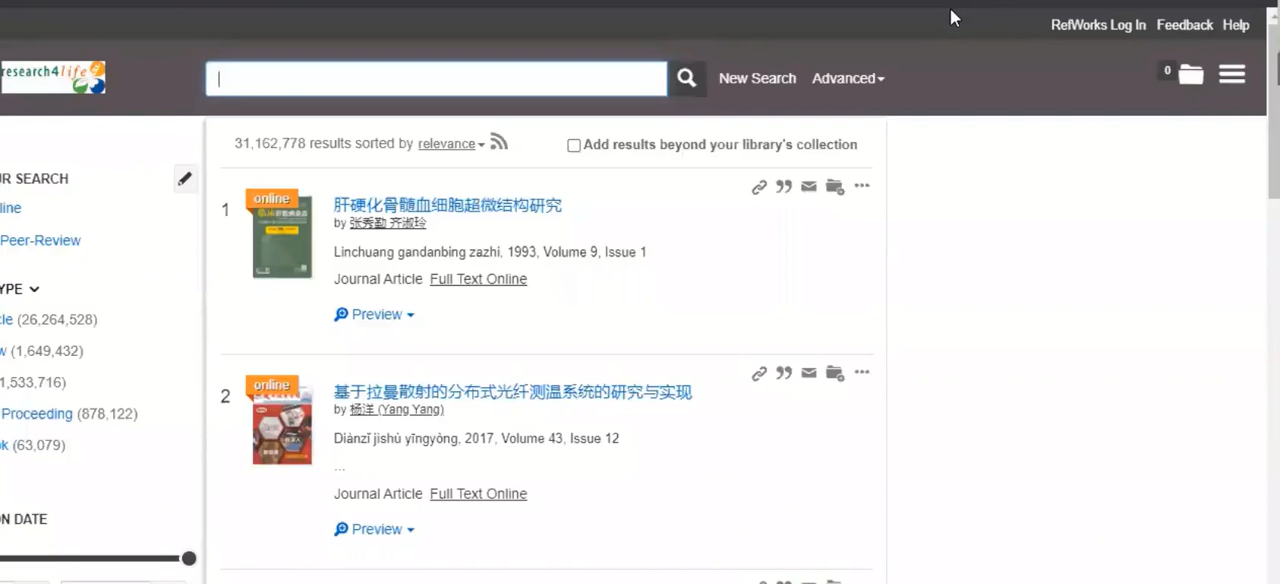 RefWorks Log In Feedback Help
research4life
New Search Advanced
0
31,162,778 results sorted by relevance
Add results beyond your library's collection
UR SEARCH
line
Peer-Review
YPE
cle (26,264,528)
w (1,649,432)
1,533,716)
Proceeding (878,122)
ok (63,079)
ON DATE
1
online
肝硬化骨髓血细胞超微结构研究
by 张秀勤 齐淑玲
Linchuang gandanbing zazhi, 1993, Volume 9, Issue 1
Journal Article Full Text Online
Preview
2
online
基于拉曼散射的分布式光纤测温系统的研究与实现
by 杨洋 (Yang Yang)
Diànzǐ jìshù yīngyòng, 2017, Volume 43, Issue 12
...
Journal Article Full Text Online
Preview